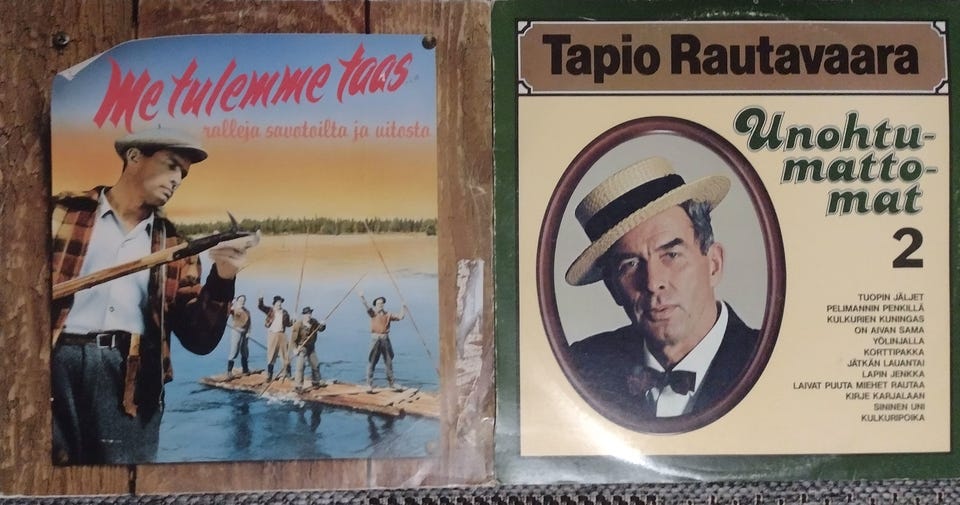 Me tulemme taas
ralleja savotoilta ja uitosta
Tapio Rautavaara
Unohtu-
matto-
mat
2
TUOPIN JÄLJET
PELIMANNIN PENKILLÄ
KULKURIEN KUNINGAS
ON AIVAN SAMA
YÖLINJALLA
KORTTIPAKKA
JÄTKÄN LAUANTAI
LAPIN JENKKA
LAIVAT PUUTA MIEHET RAUTAA
KIRJE KARJALAAN
SININEN UNI
KULKURIPOIKA